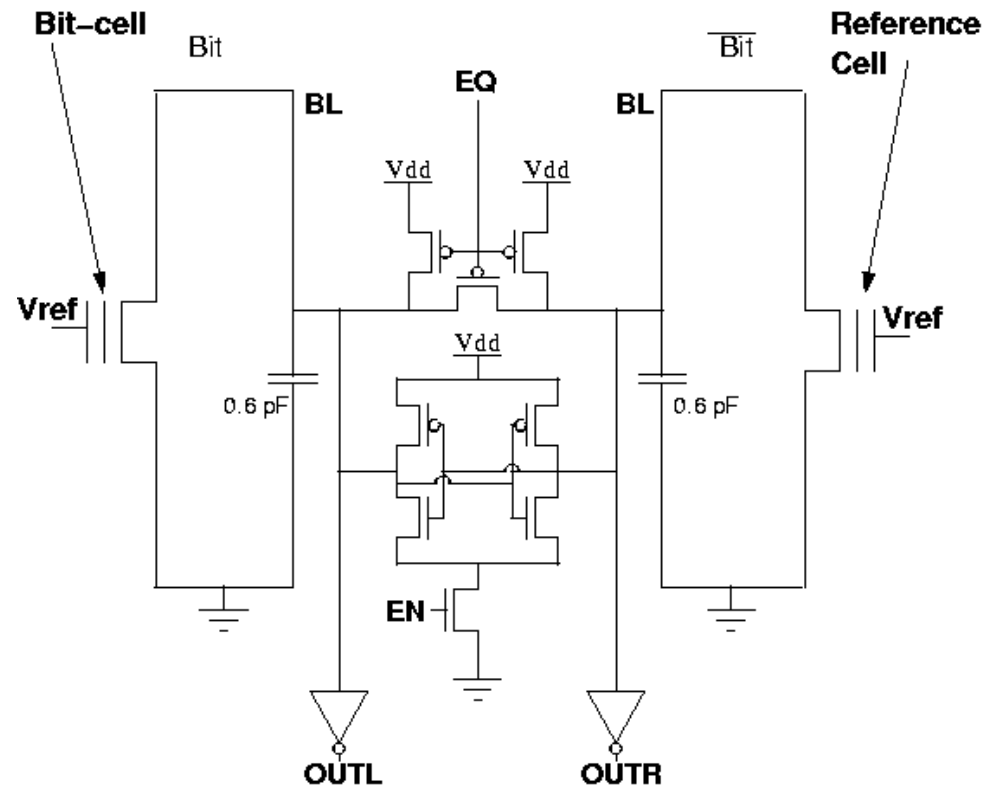 Bit−cell
Bit
B̅i̅t̅
Reference
Cell
EQ
BL
BL
Vdd
Vdd
Vref
Vref
Vdd
0.6 pF
0.6 pF
EN
OUTL
OUTR